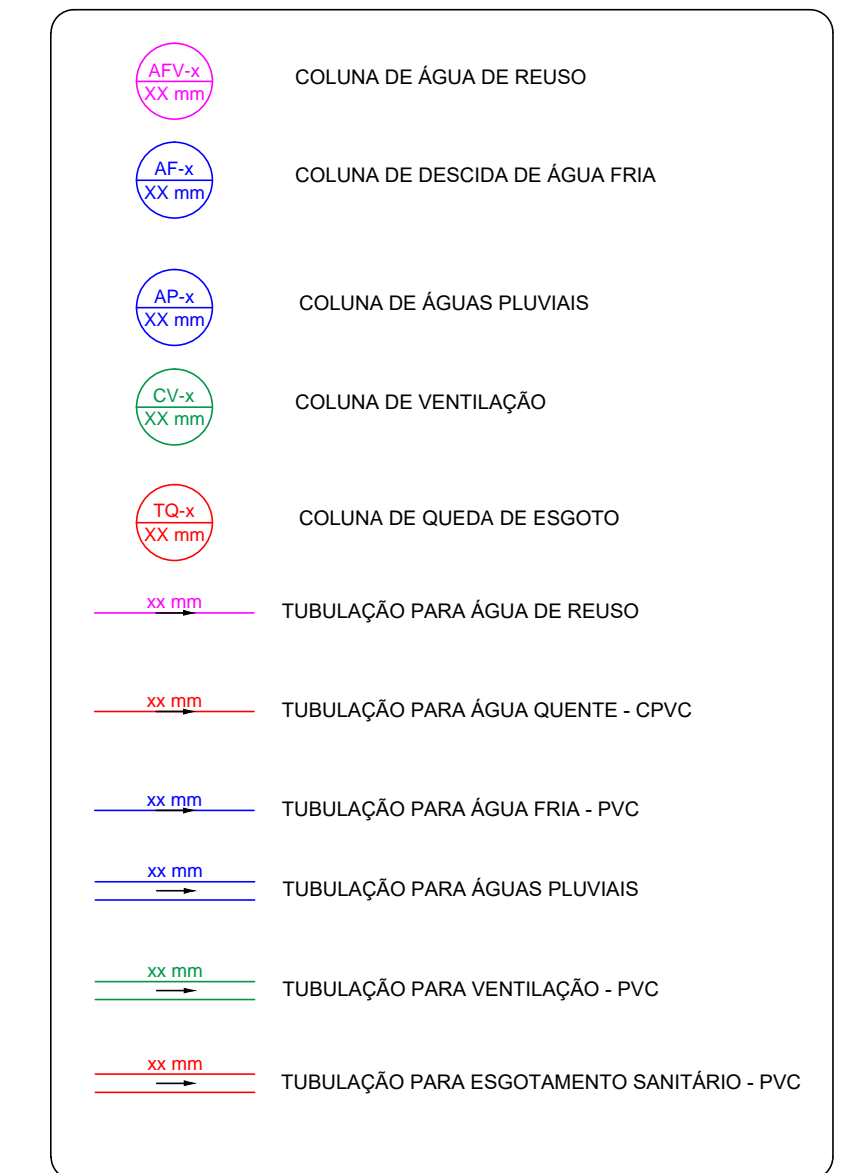 AFV-x
XX mm
COLUNA DE ÁGUA DE REUSO
AF-x
XX mm
COLUNA DE DESCIDA DE ÁGUA FRIA
AP-x
XX mm
COLUNA DE ÁGUAS PLUVIAIS
CV-x
XX mm
COLUNA DE VENTILAÇÃO
TQ-x
XX mm
COLUNA DE QUEDA DE ESGOTO
xx mm
TUBULAÇÃO PARA ÁGUA DE REUSO
xx mm
TUBULAÇÃO PARA ÁGUA QUENTE - CPVC
xx mm
TUBULAÇÃO PARA ÁGUA FRIA - PVC
xx mm
TUBULAÇÃO PARA ÁGUAS PLUVIAIS
xx mm
TUBULAÇÃO PARA VENTILAÇÃO - PVC
xx mm
TUBULAÇÃO PARA ESGOTAMENTO SANITÁRIO - PVC